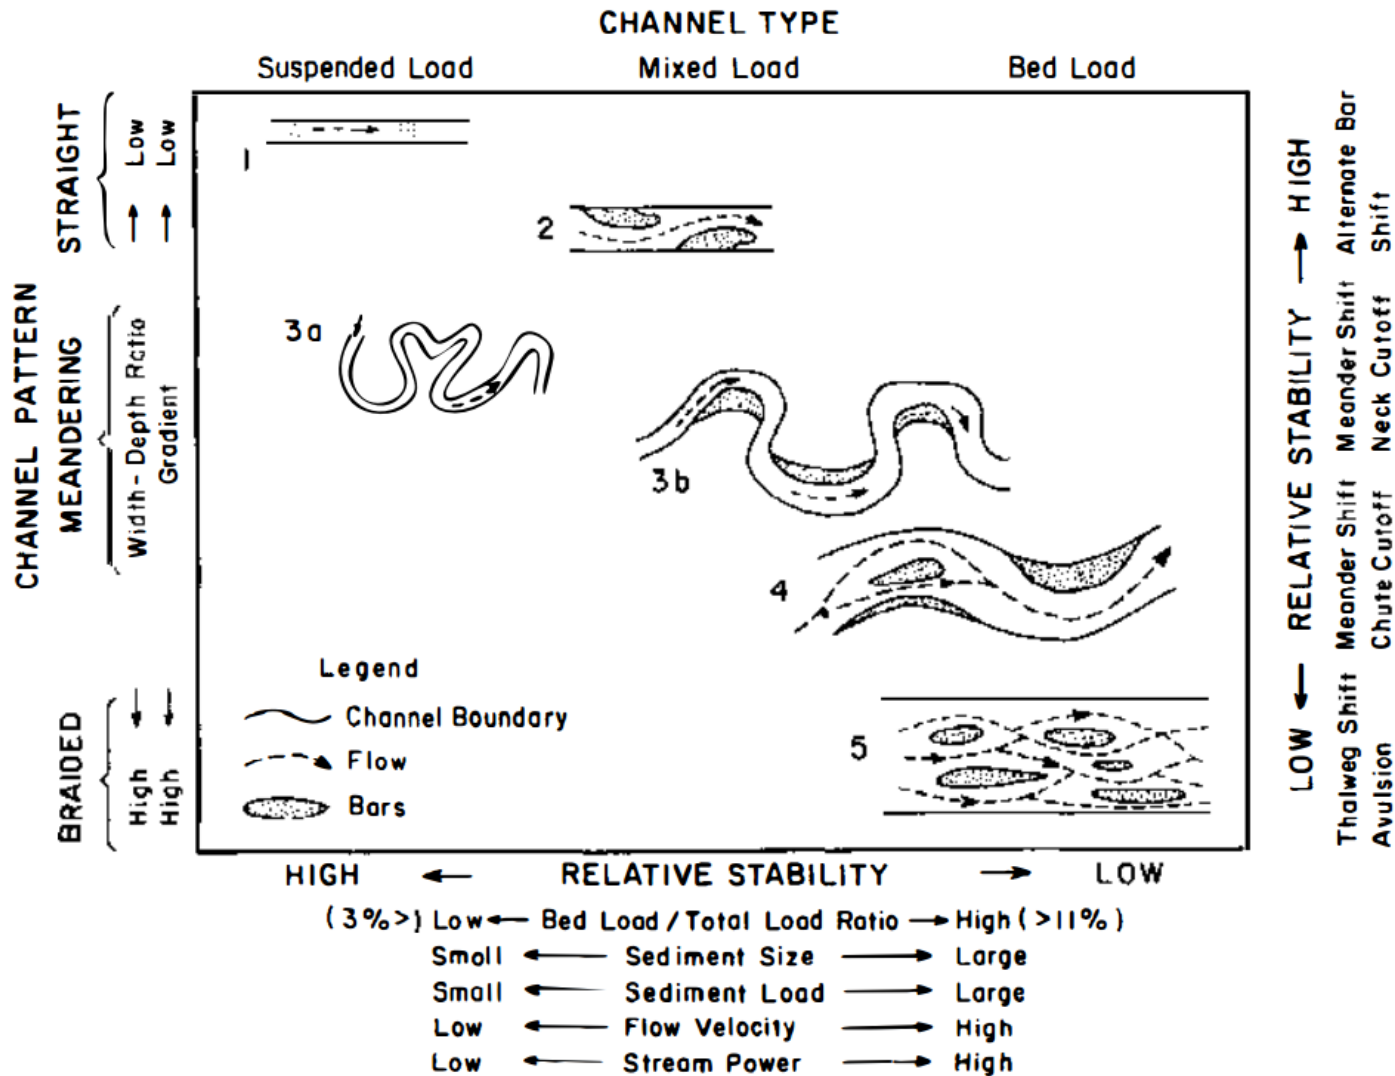 CHANNEL TYPE
Suspended Load
Mixed Load
Bed Load
CHANNEL PATTERN
STRAIGHT
MEANDERING
BRAIDED
Low
Low
Width-Depth Ratio
Gradient
High
High
1
2
3a
3b
4
5
Legend
Channel Boundary
Flow
Bars
HIGH
RELATIVE STABILITY
LOW
Alternate Bar
Shift
Meander Shift
Neck Cutoff
Meander Shift
Chute Cutoff
Thalweg Shift
Avulsion
HIGH RELATIVE STABILITY LOW
(3%>) Low Bed Load/Total Load Ratio High (>11%)
Small Sediment Size Large
Small Sediment Load Large
Low Flow Velocity High
Low Stream Power High